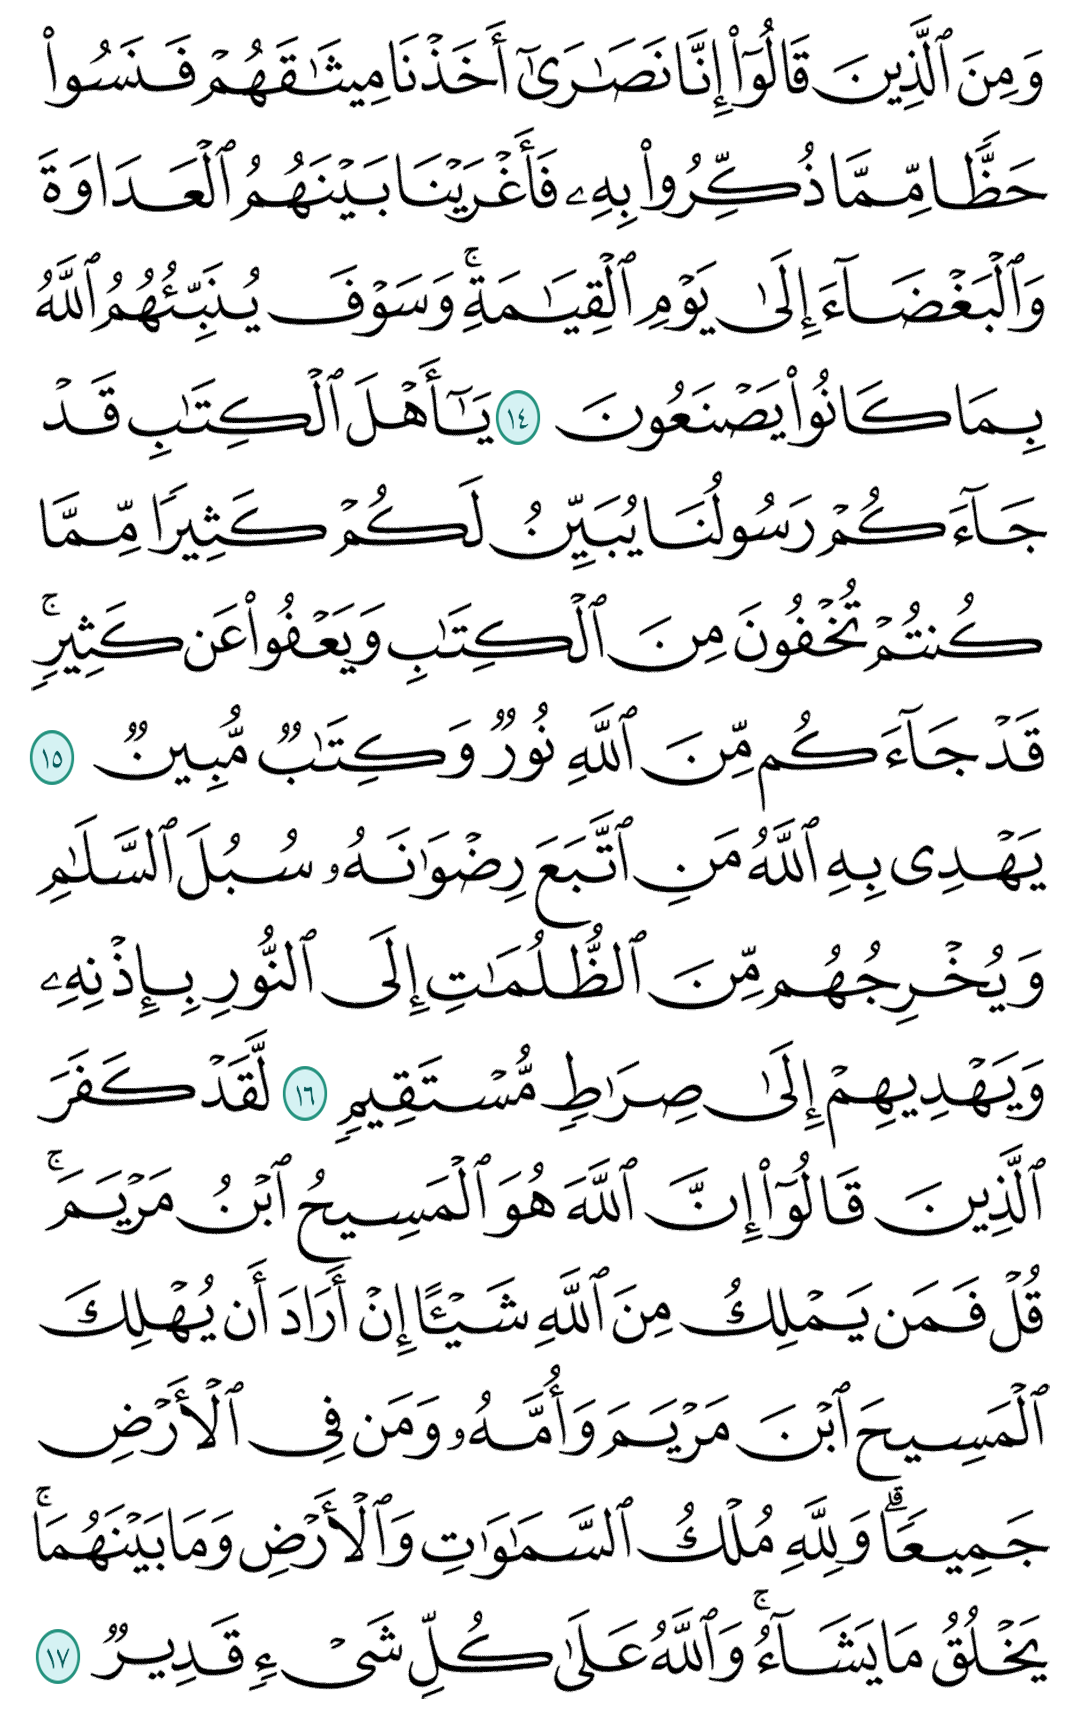 وَمِنَ ٱلَّذِينَ قَالُوٓا۟ إِنَّا نَصَٰرَىٰٓ أَخَذْنَا مِيثَٰقَهُمْ فَنَسُوا۟
حَظًّا مِّمَّا ذُكِّرُوا۟ بِهِۦ فَأَغْرَيْنَا بَيْنَهُمُ ٱلْعَدَاوَةَ
وَٱلْبَغْضَآءَ إِلَىٰ يَوْمِ ٱلْقِيَٰمَةِ ۚ وَسَوْفَ يُنَبِّئُهُمُ ٱللَّهُ
بِمَا كَانُوا۟ يَصْنَعُونَ ١٤ يَٰٓأَهْلَ ٱلْكِتَٰبِ قَدْ
جَآءَكُمْ رَسُولُنَا يُبَيِّنُ لَكُمْ كَثِيرًا مِّمَّا
كُنتُمْ تُخْفُونَ مِنَ ٱلْكِتَٰبِ وَيَعْفُوا۟ عَن كَثِيرٍ ۚ
قَدْ جَآءَكُم مِّنَ ٱللَّهِ نُورٌ وَكِتَٰبٌ مُّبِينٌ ١٥
يَهْدِى بِهِ ٱللَّهُ مَنِ ٱتَّبَعَ رِضْوَٰنَهُۥ سُبُلَ ٱلسَّلَٰمِ
وَيُخْرِجُهُم مِّنَ ٱلظُّلُمَٰتِ إِلَى ٱلنُّورِ بِإِذْنِهِۦ
وَيَهْدِيهِمْ إِلَىٰ صِرَٰطٍ مُّسْتَقِيمٍ ١٦ لَّقَدْ كَفَرَ
ٱلَّذِينَ قَالُوٓا۟ إِنَّ ٱللَّهَ هُوَ ٱلْمَسِيحُ ٱبْنُ مَرْيَمَ ۚ
قُلْ فَمَن يَمْلِكُ مِنَ ٱللَّهِ شَيْـًٔا إِنْ أَرَادَ أَن يُهْلِكَ
ٱلْمَسِيحَ ٱبْنَ مَرْيَمَ وَأُمَّهُۥ وَمَن فِى ٱلْأَرْضِ
جَمِيعًا ۗ وَلِلَّهِ مُلْكُ ٱلسَّمَٰوَٰتِ وَٱلْأَرْضِ وَمَا بَيْنَهُمَا ۚ
يَخْلُقُ مَا يَشَآءُ ۚ وَٱللَّهُ عَلَىٰ كُلِّ شَىْءٍ قَدِيرٌ ١٧